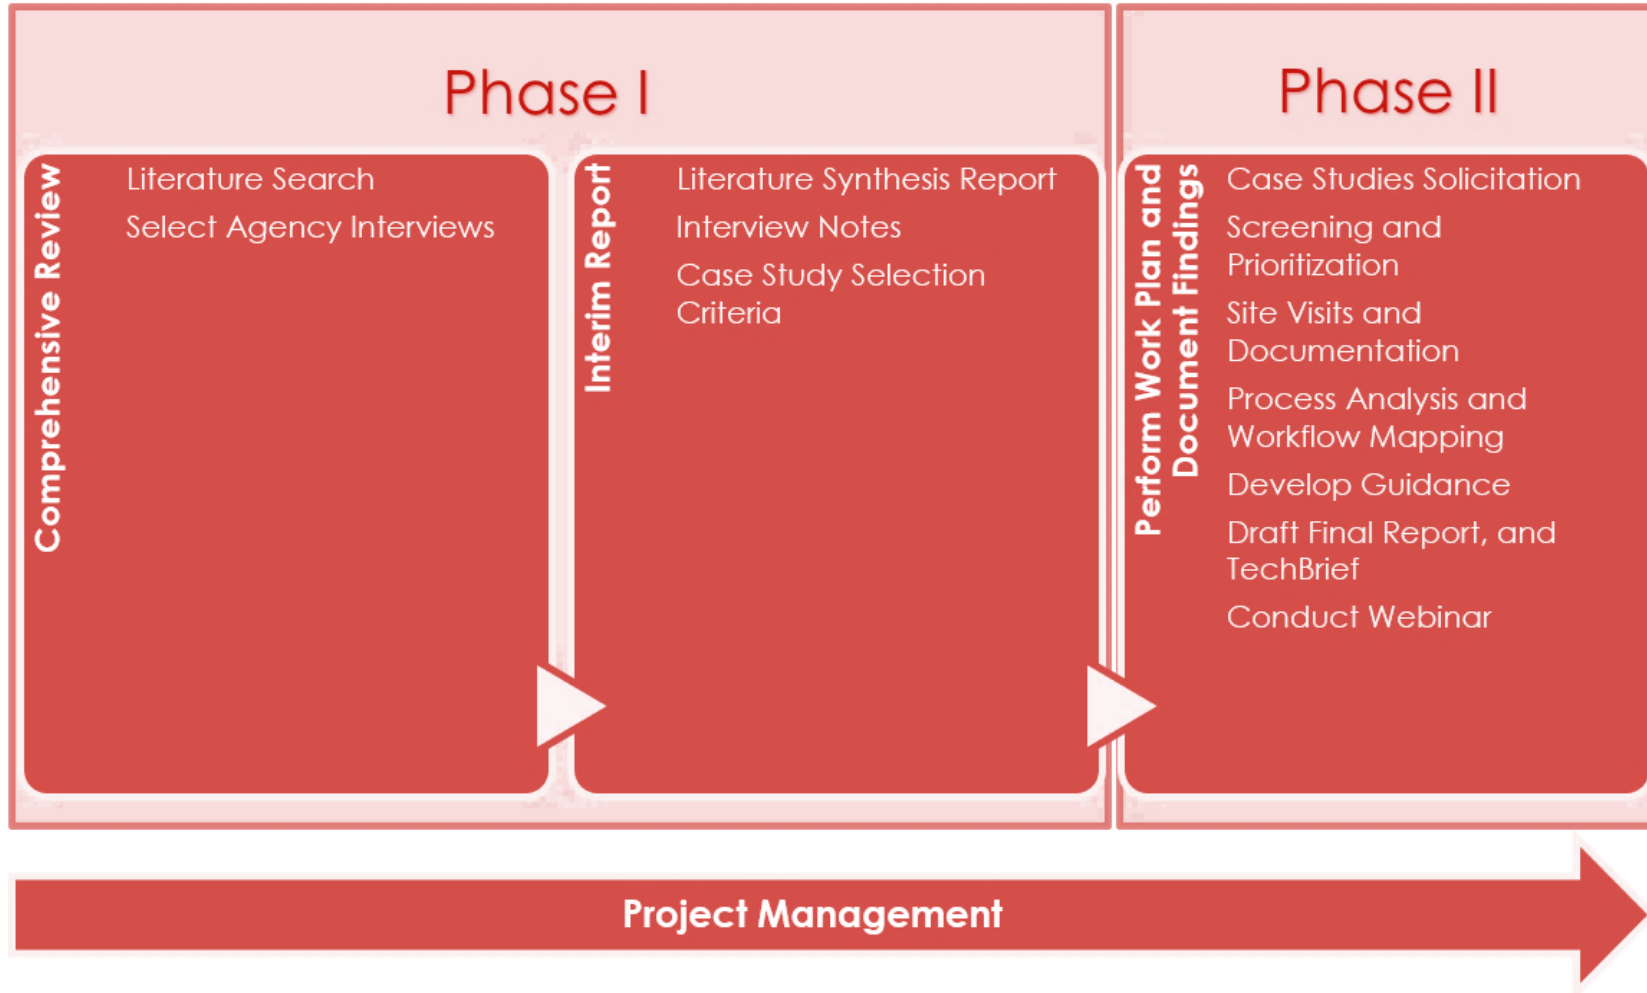 Phase I
Comprehensive Review
Literature Search
Select Agency Interviews
Interim Report
Literature Synthesis Report
Interview Notes
Case Study Selection
Criteria
Phase II
Perform Work Plan and
Document Findings
Case Studies Solicitation
Screening and
Prioritization
Site Visits and
Documentation
Process Analysis and
Workflow Mapping
Develop Guidance
Draft Final Report, and
TechBrief
Conduct Webinar
Project Management